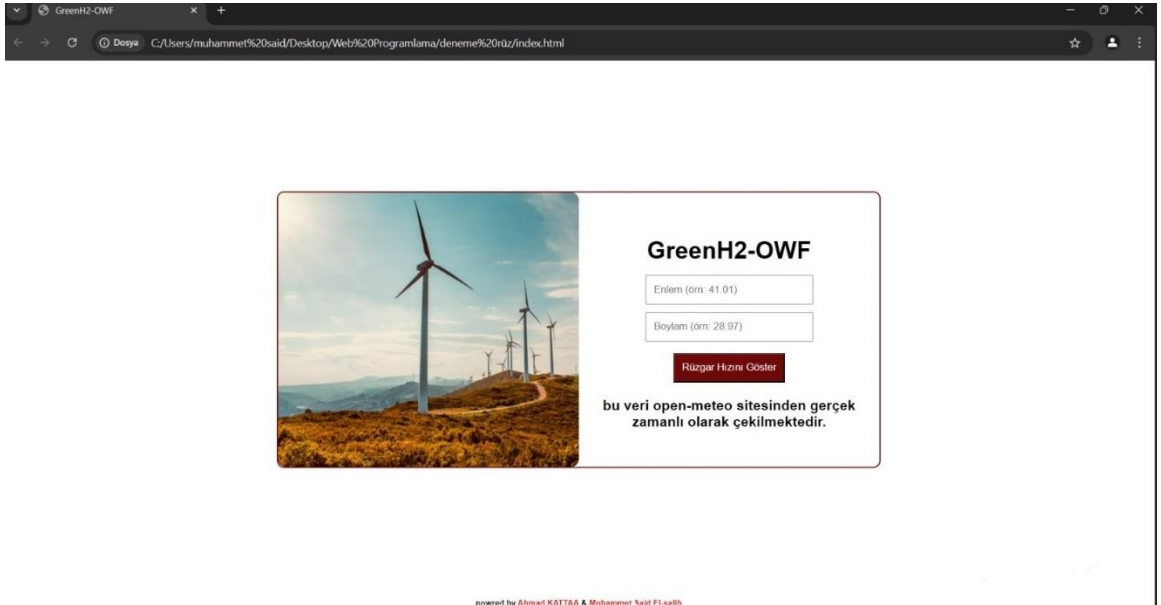 GreenH2-OWF
Dosya C:/Users/muhammet%20said/Desktop/Web%20Programlama/deneme%20rüz/index.html
GreenH2-OWF
Enlem (örn: 41.01)
Boylam (örn: 28.97)
Rüzgar Hızını Göster
bu veri open-meteo sitesinden gerçek
zamanlı olarak çekilmektedir.
powred by Ahmad KATTAA & Muhammet Said El-salih